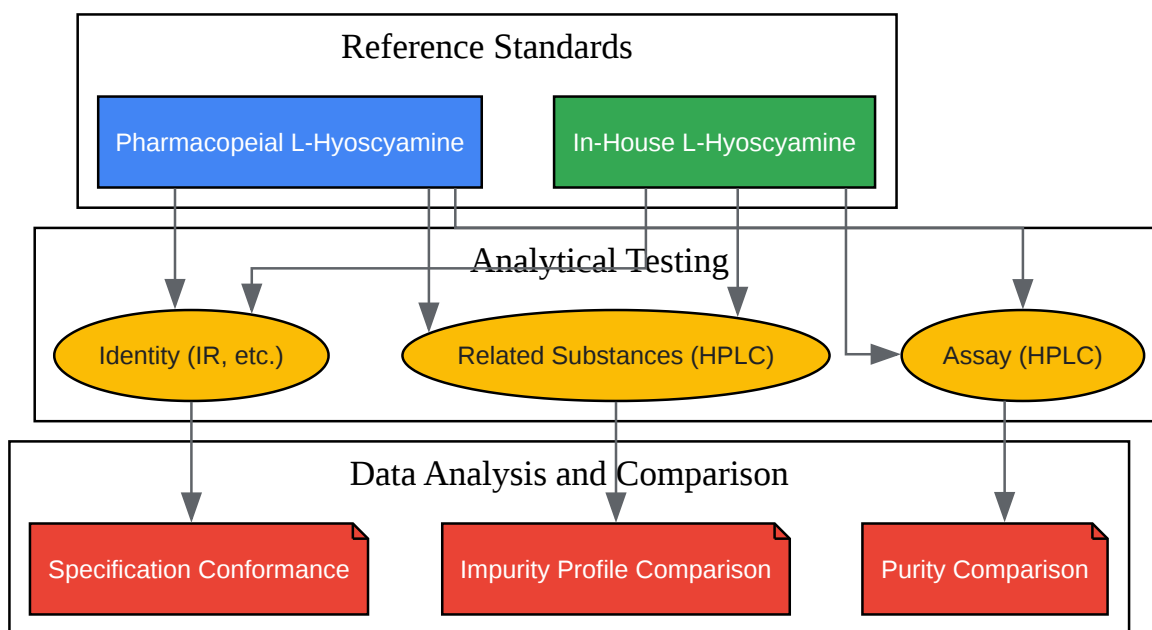 Reference Standards
Pharmacopeial L-Hyoscyamine
In-House L-Hyoscyamine
Analytical Testing
Identity (IR, etc.)
Related Substances (HPLC)
Assay (HPLC)
Data Analysis and Comparison
Specification Conformance
Impurity Profile Comparison
Purity Comparison